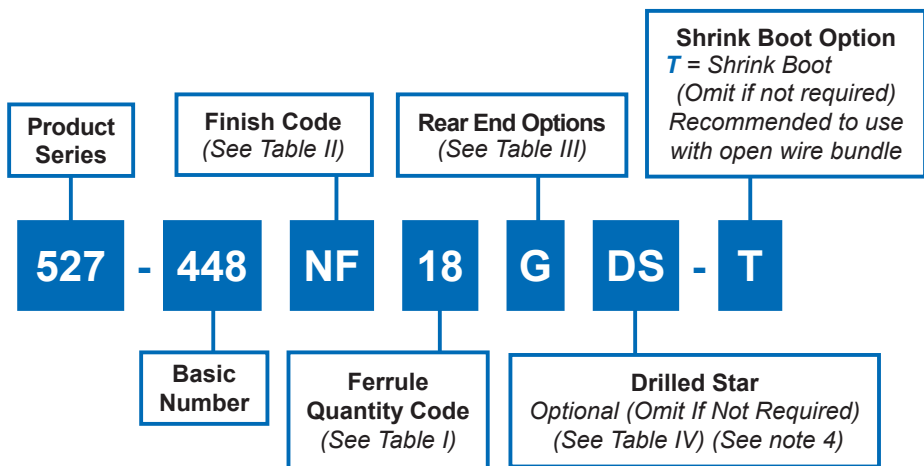 Shrink Boot Option
T = Shrink Boot
(Omit if not required)
Recommended to use
with open wire bundle
Product
Series
Finish Code
(See Table II)
Rear End Options
(See Table III)
527 - 448 NF 18 G DS - T
Basic
Number
Ferrule
Quantity Code
(See Table I)
Drilled Star
Optional (Omit If Not Required)
(See Table IV) (See note 4)